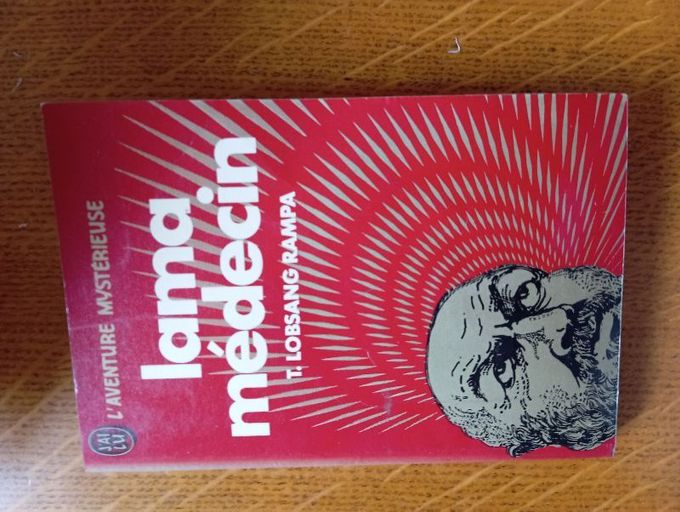 J'AI
LU
L'AVENTURE MYSTÉRIEUSE
lama
médecin
T. LOBSANG RAMPA